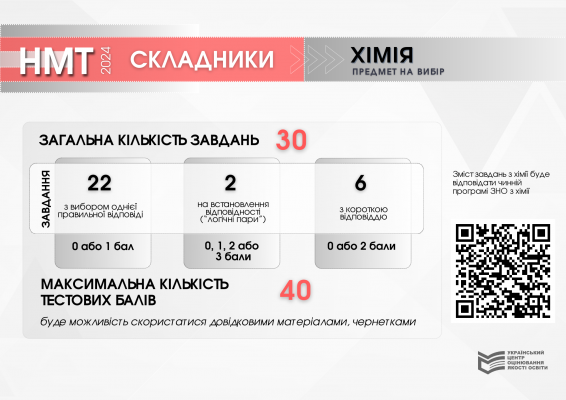 НМТ 2024 СКЛАДНИКИ ХІМІЯ
ПРЕДМЕТ НА ВИБІР
ЗАГАЛЬНА КІЛЬКІСТЬ ЗАВДАНЬ 30
ЗАВДАННЯ
22
з вибором однієї
правильної відповіді
0 або 1 бал
2
на встановлення
відповідності
("логічні пари")
0, 1, 2 або
3 бали
6
з короткою
відповіддю
0 або 2 бали
МАКСИМАЛЬНА КІЛЬКІСТЬ
ТЕСТОВИХ БАЛІВ
40
буде можливість скористатися довідковими матеріалами, чернетками
Зміст завдань з хімії буде
відповідати чинній
програмі ЗНО з хімії
УКРАЇНСЬКИЙ
ЦЕНТР
ОЦІНЮВАННЯ
ЯКОСТІ ОСВІТИ